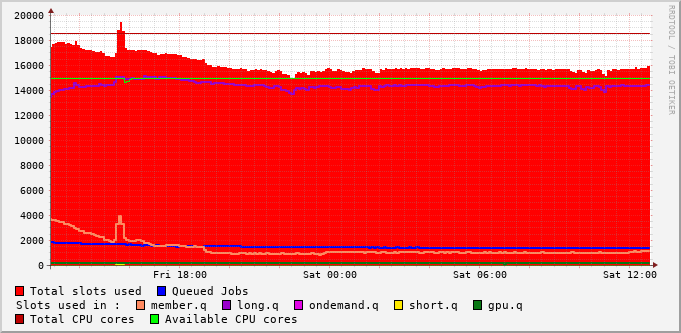 20000
18000
16000
14000
12000
10000
8000
6000
4000
2000
0
Fri 18:00 Sat 00:00 Sat 06:00 Sat 12:00
Total slots used Queued Jobs
Slots used in : member.q long.q ondemand.q short.q gpu.q
Total CPU cores Available CPU cores
RRDTOOL / TOBI OETIKER